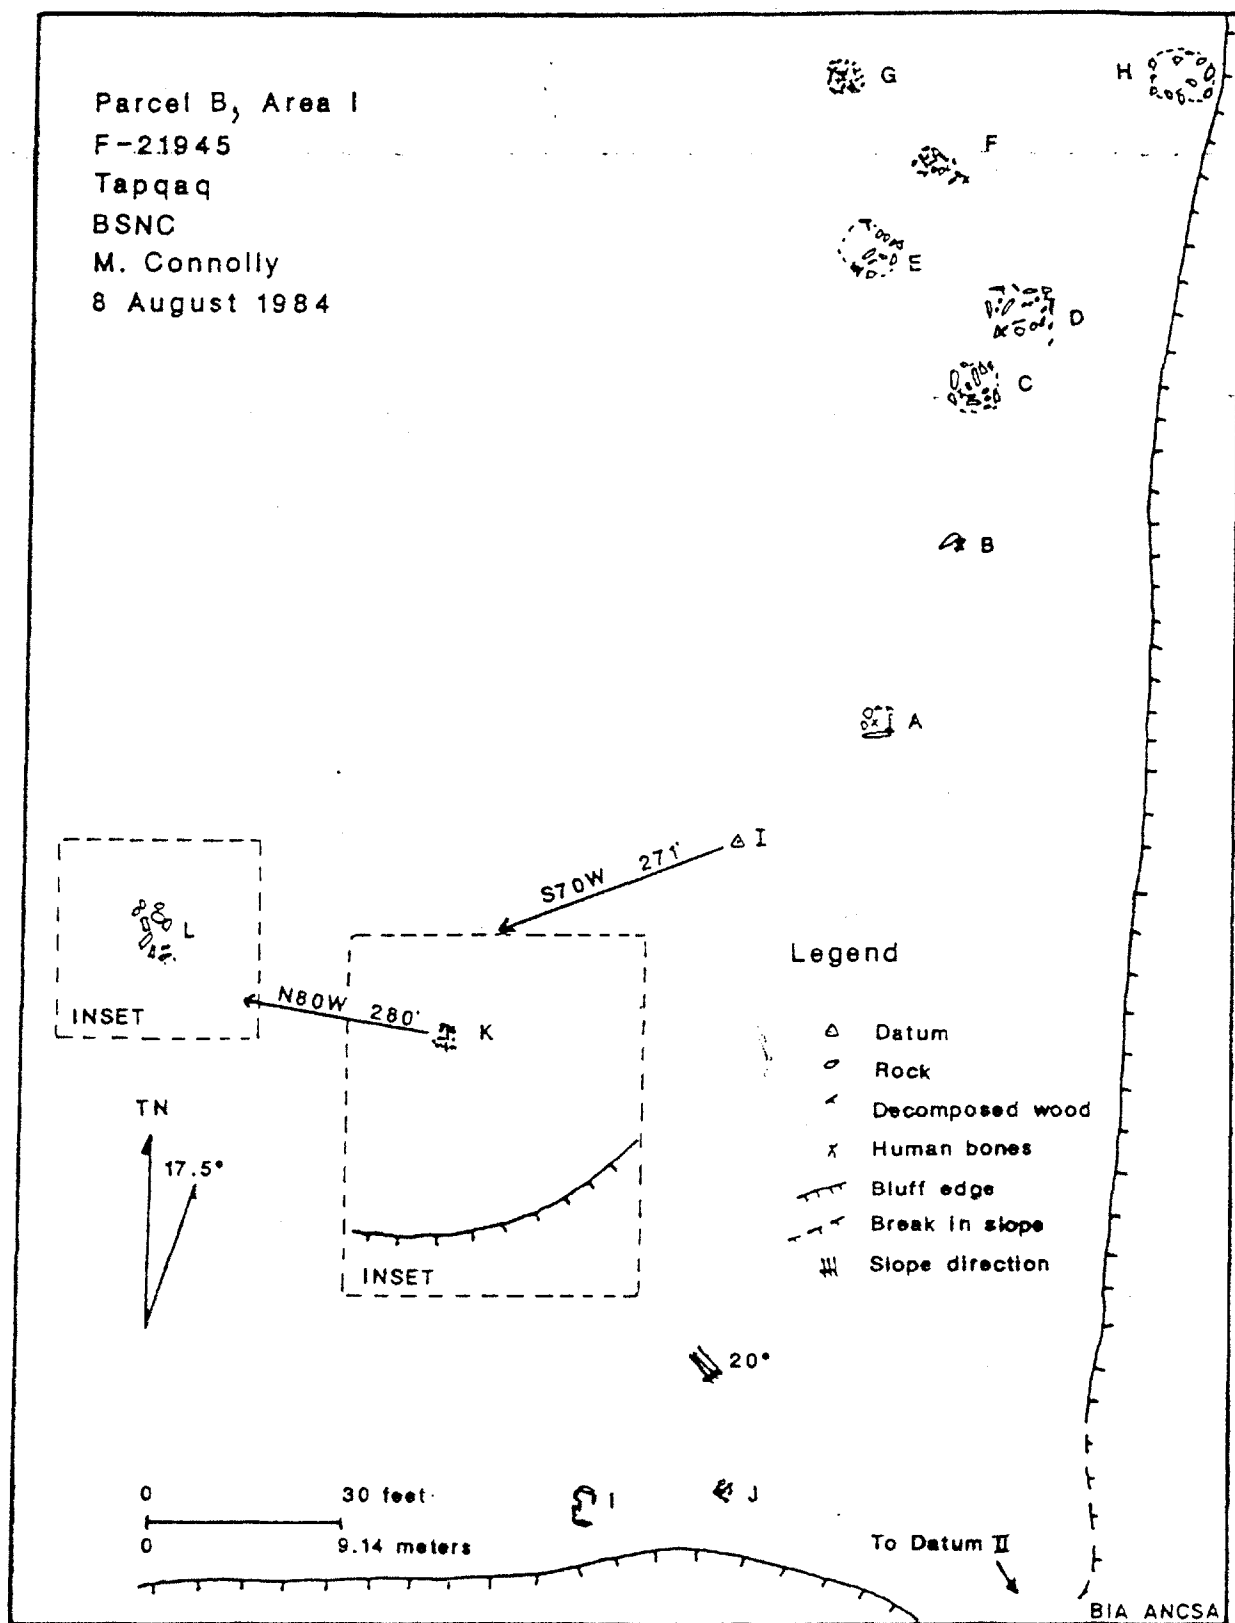 Parcel B, Area I
F-21945
Tapqaq
BSNC
M. Connolly
8 August 1984
G
H
F
E
D
C
B
A
I
S70W 271'
L
INSET
N80W 280'
K
INSET
TN
17.5°
Legend
Datum
Rock
Decomposed wood
Human bones
Bluff edge
Break in slope
Slope direction
20°
I
J
0 30 feet
0 9.14 meters
To Datum II
BIA ANCSA